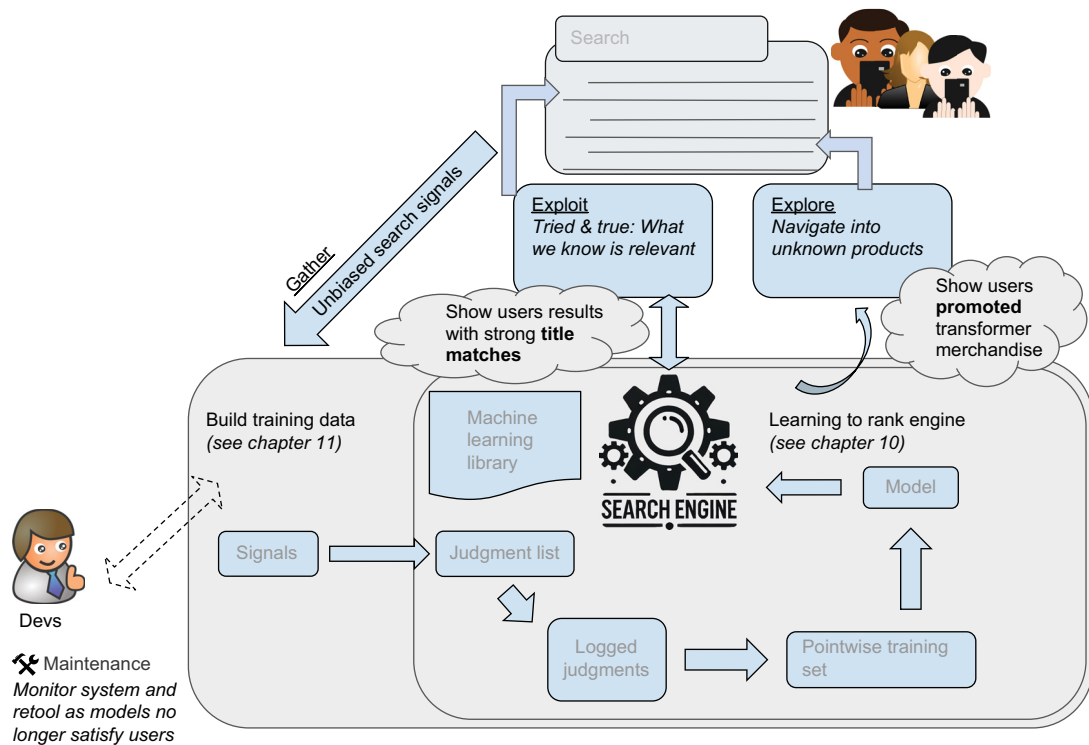 Search
Exploit
Tried & true: What
we know is relevant
Explore
Navigate into
unknown products
Gather
Unbiased search signals
Show users results
with strong title
matches
Show users
promoted
transformer
merchandise
Build training data
(see chapter 11)
Machine
learning
library
Learning to rank engine
(see chapter 10)
SEARCH ENGINE
Model
Signals
Judgment list
Logged
judgments
Pointwise training
set
Devs
Maintenance
Monitor system and
retool as models no
longer satisfy users